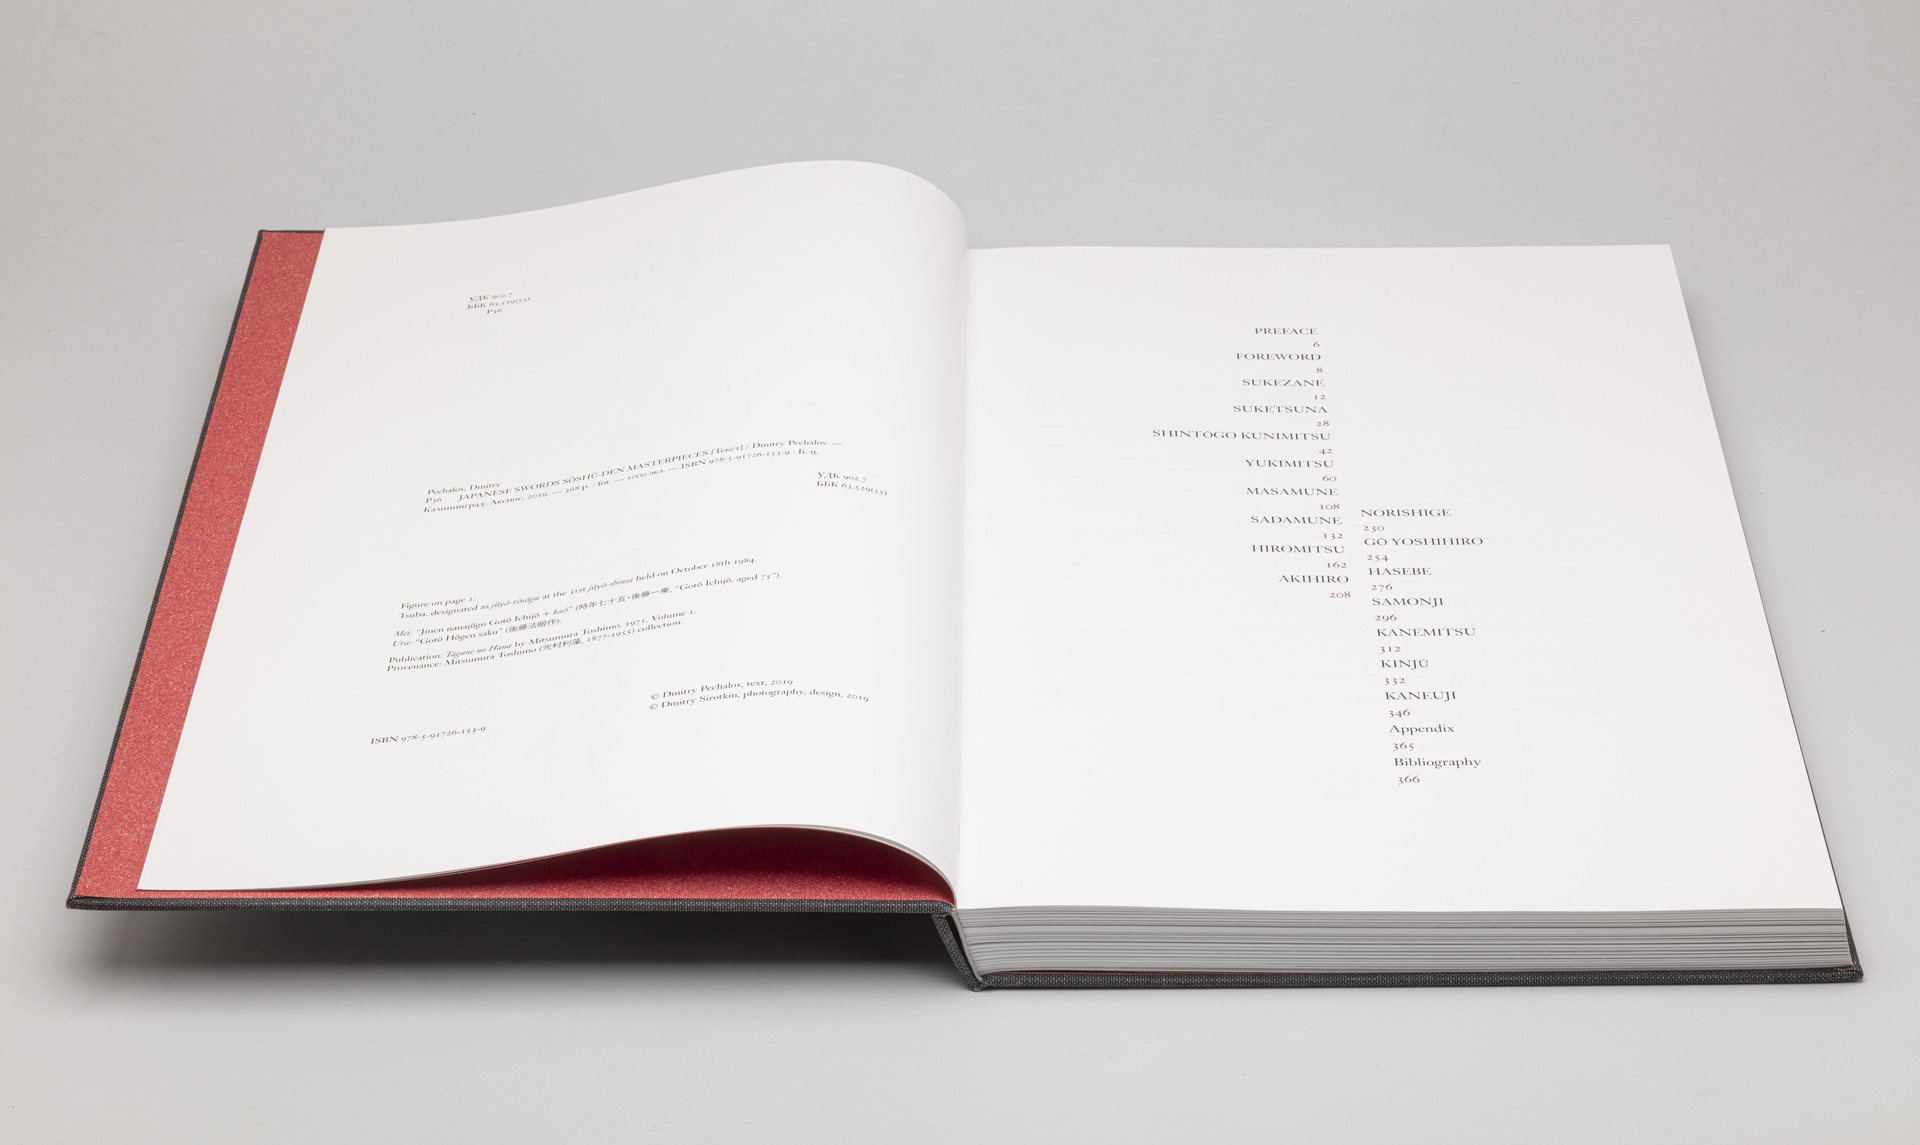 УДК 902.7
ББК 63.529(53)
P36
Pechalov, Dmitry
P36 JAPANESE SWORDS SŌSHŪ-DEN MASTERPIECES [Текст] / Dmitry Pechalov. —
Калининград: Аксиос, 2019. — 368 p. : fot. — 1000 экз. — ISBN 978-5-91726-153-9 : Б. ц.
УДК 902.7
ББК 63.529(53)
Figure on page 1:
Tsuba, designated as jūyō-tōsōgu at the 31st jūyō-shinsa held on October 18th 1984.
Mei: “Jinen nanajūgo Gotō Ichijō + kaō” (時年七十五・後藤一乗, “Gotō Ichijō, aged 75”).
Ura: “Gotō Hōgen saku” (後藤法眼作).
Publication: Tagane no Hana by Mitsumura Toshimo, 1971, Volume 1.
Provenance: Mitsumura Toshimo (光村利藻, 1877-1955) collection.
© Dmitry Pechalov, text, 2019
© Dmitry Sirotkin, photography, design, 2019
ISBN 978-5-91726-153-9
PREFACE
6
FOREWORD
8
SUKEZANE
12
SUKETSUNA
28
SHINTŌGO KUNIMITSU
42
YUKIMITSU
60
MASAMUNE
108
SADAMUNE
132
HIROMITSU
162
AKIHIRO
208
NORISHIGE
230
GŌ YOSHIHIRO
254
HASEBE
276
SAMONJI
296
KANEMITSU
312
KINJŪ
332
KANEUJI
346
Appendix
365
Bibliography
366